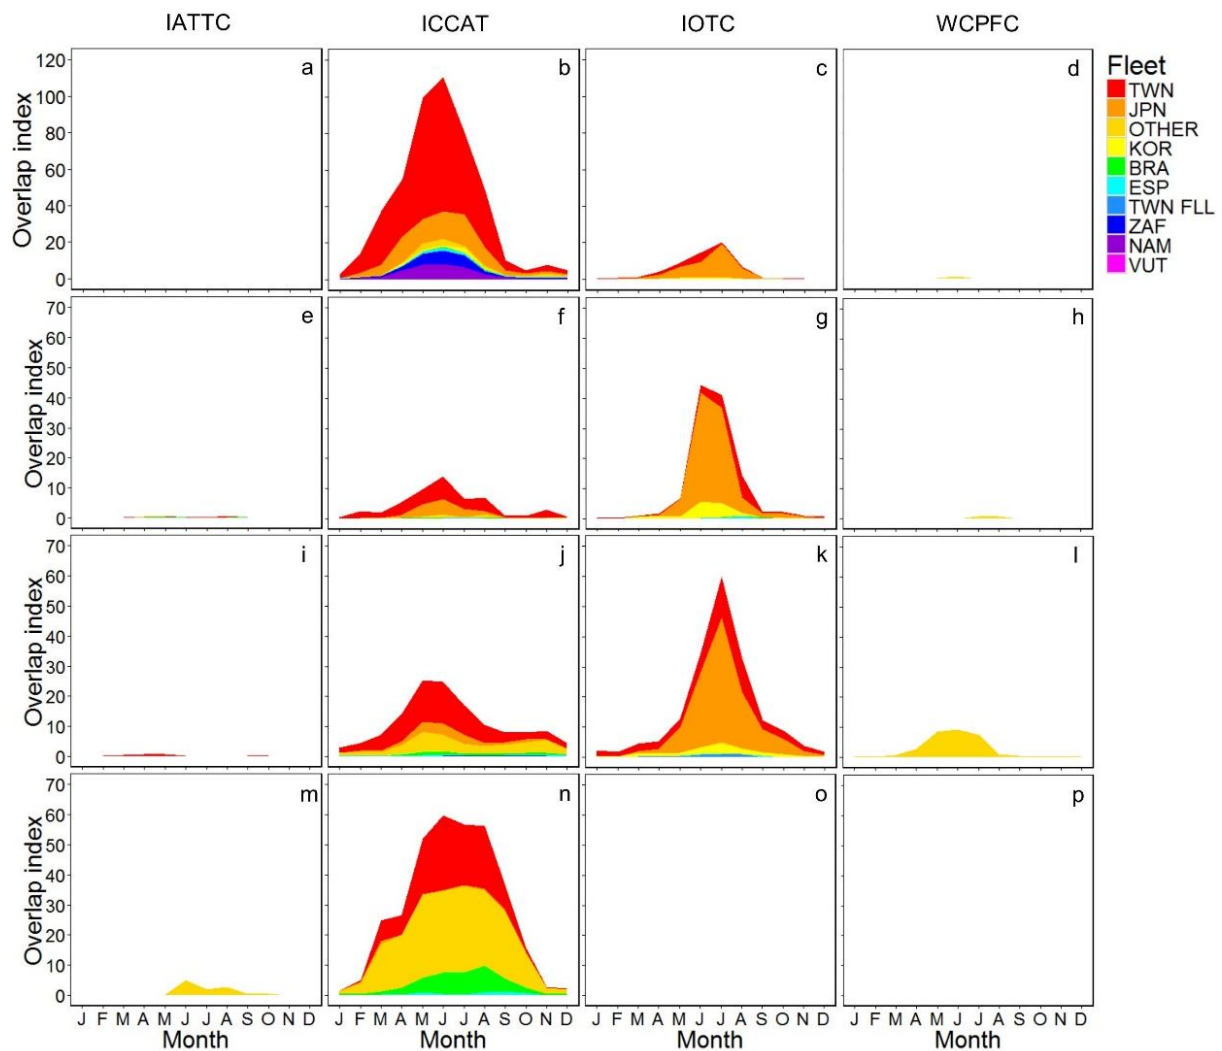 IATTC ICCAT IOTC WCPFC
Overlap index
120
100
80
60
40
20
0
a b c d
Fleet
TWN
JPN
OTHER
KOR
BRA
ESP
TWN FLL
ZAF
NAM
VUT
Overlap index
70
60
50
40
30
20
10
0
e f g h
Overlap index
70
60
50
40
30
20
10
0
i j k l
Overlap index
70
60
50
40
30
20
10
0
m n o p
J F M A M J J A S O N D J F M A M J J A S O N D J F M A M J J A S O N D J F M A M J J A S O N D
Month Month Month Month